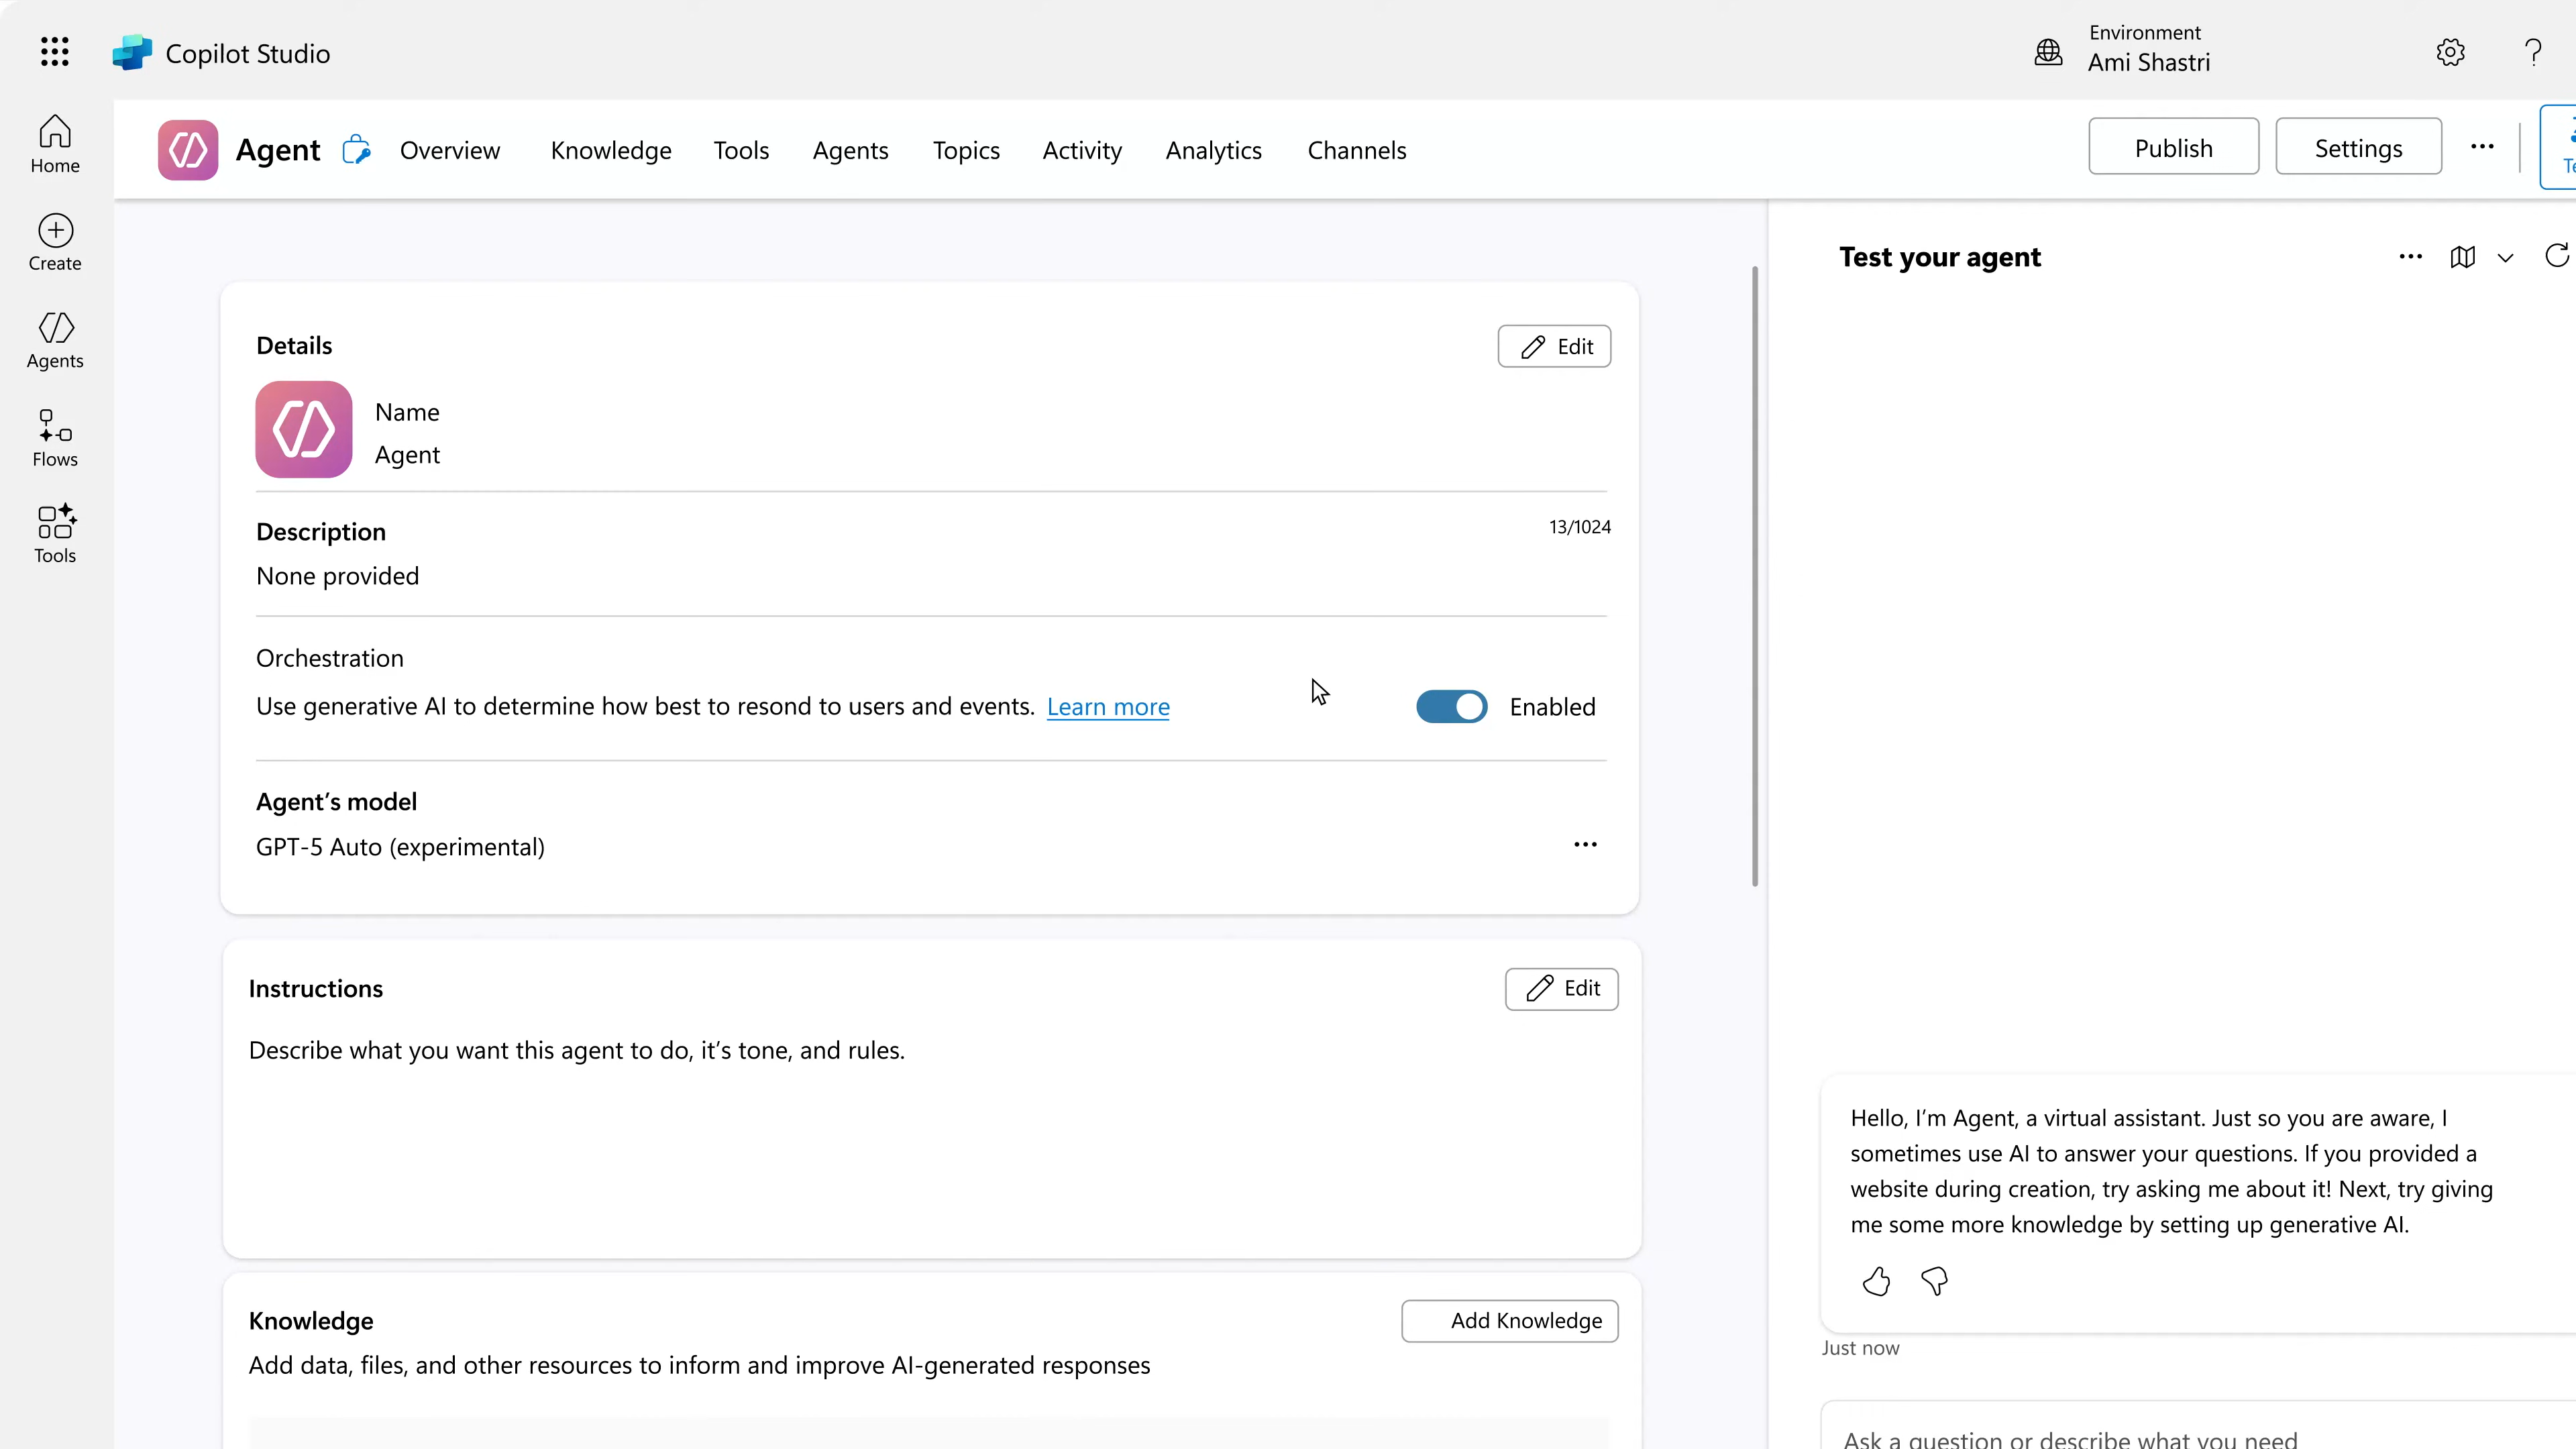 Copilot Studio
Environment
Ami Shastri
Home
Create
Agents
Flows
Tools
Agent
Overview
Knowledge
Tools
Agents
Topics
Activity
Analytics
Channels
Publish
Settings
Details
Edit
Name
Agent
Description
13/1024
None provided
Orchestration
Use generative AI to determine how best to resond to users and events. Learn more
Enabled
Agent’s model
GPT-5 Auto (experimental)
Instructions
Edit
Describe what you want this agent to do, it’s tone, and rules.
Knowledge
Add Knowledge
Add data, files, and other resources to inform and improve AI-generated responses
Test your agent
Hello, I’m Agent, a virtual assistant. Just so you are aware, I
sometimes use AI to answer your questions. If you provided a
website during creation, try asking me about it! Next, try giving
me some more knowledge by setting up generative AI.
Just now
Ask a question or describe what you need